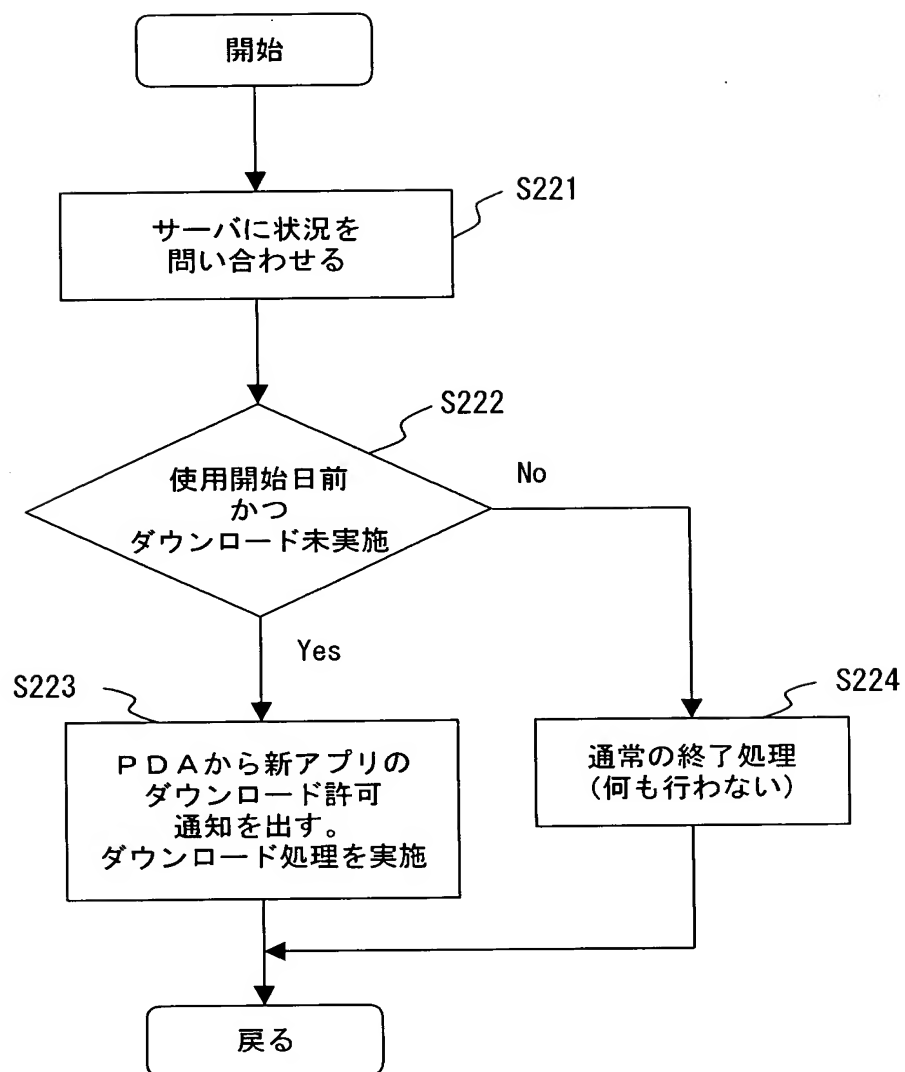 開始
S221
サーバに状況を
問い合わせる
S222
使用開始日前
かつ
ダウンロード未実施
No
Yes
S223
PDAから新アプリの
ダウンロード許可
通知を出す。
ダウンロード処理を実施
S224
通常の終了処理
(何も行わない)
戻る